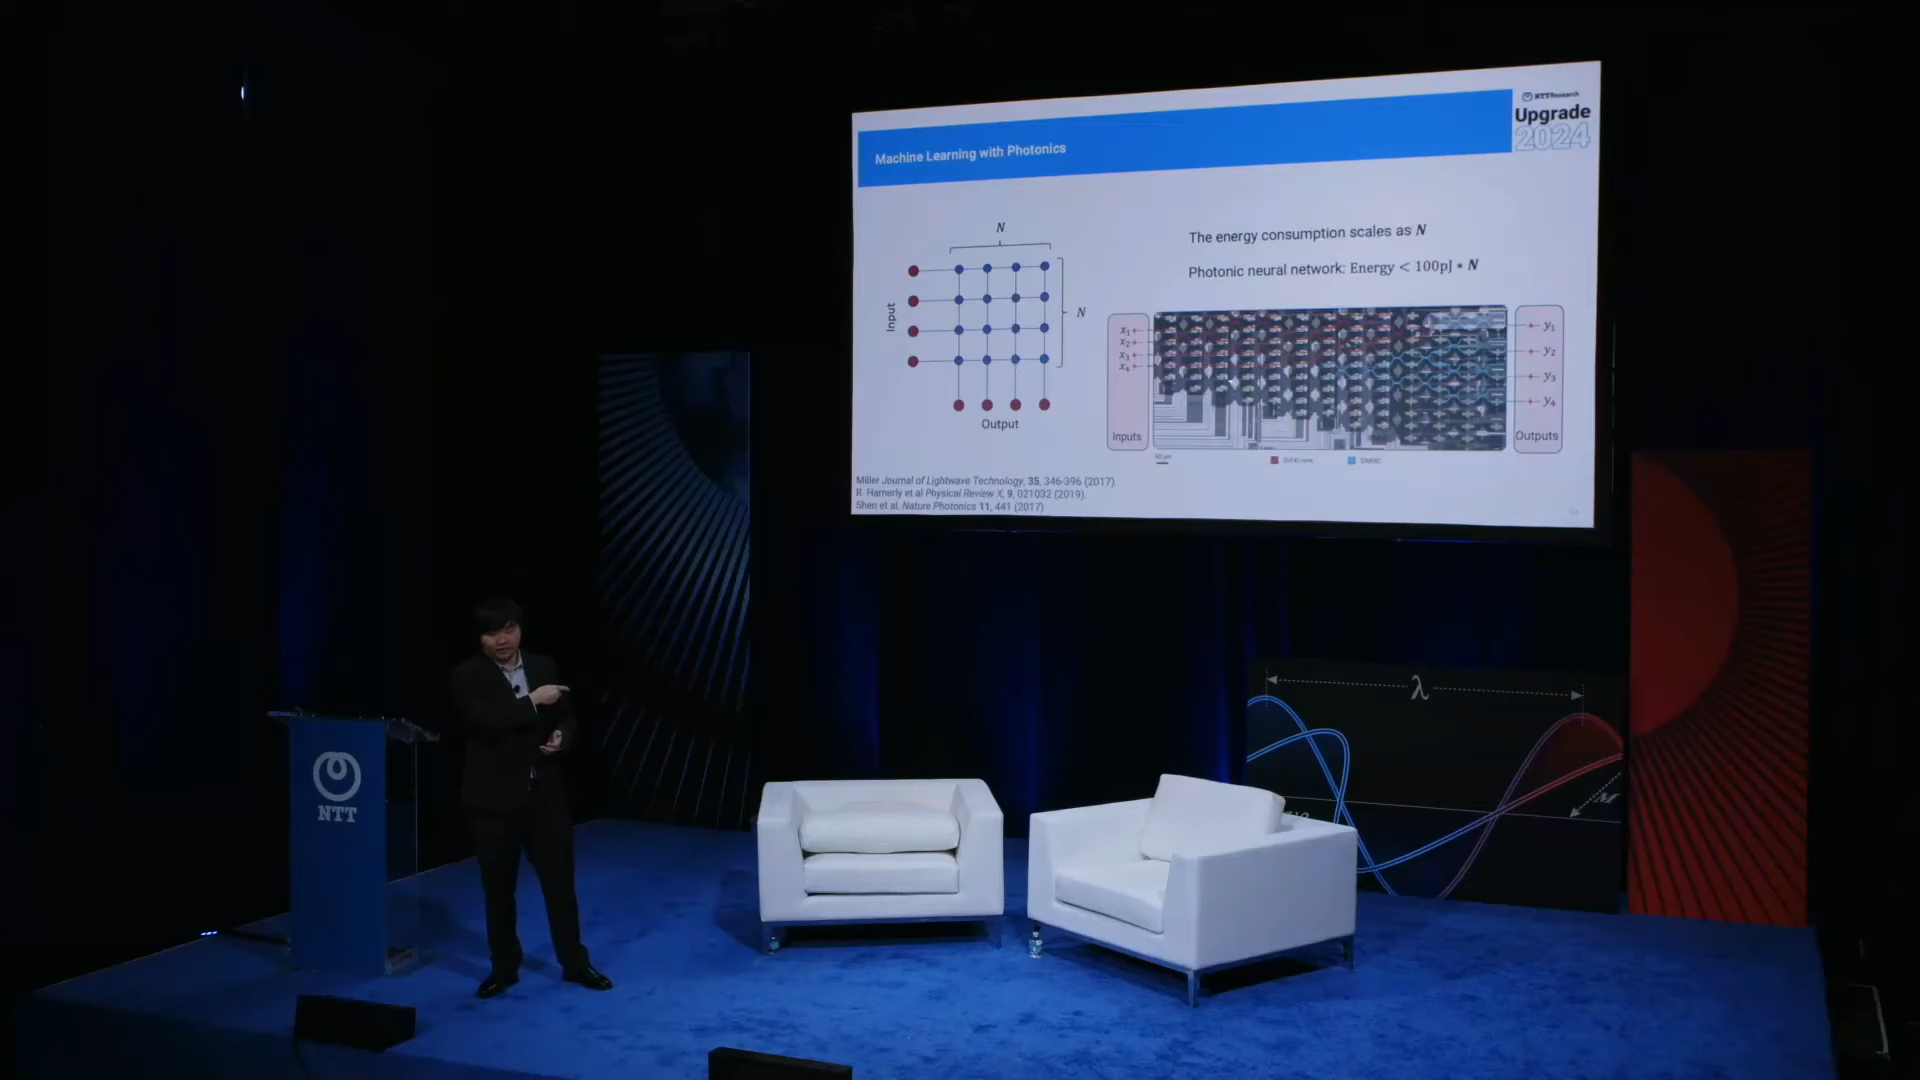 NTT Research
Upgrade
2024
Machine Learning with Photonics
N
Input
N
Output
The energy consumption scales as N
Photonic neural network: Energy < 100pJ * N
x₁
x₂
x₃
x₄
Inputs
y₁
y₂
y₃
y₄
Outputs
Miller Journal of Lightwave Technology, 35, 346-396 (2017).
R. Hamerly et al Physical Review X, 9, 021032 (2019).
Shen et al, Nature Photonics 11, 441 (2017)
λ
M
NTT